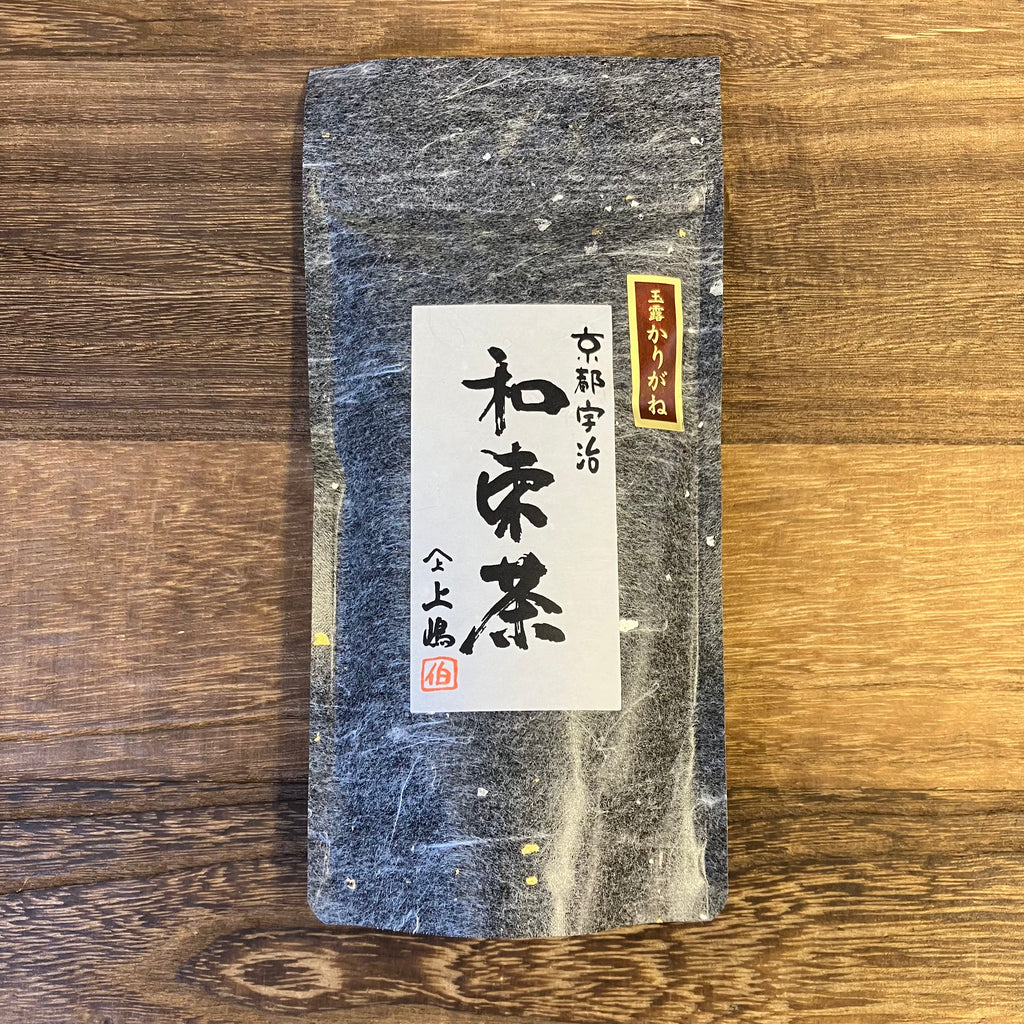 玉露かりがね
京都宇治
和束茶
上嶋
伯